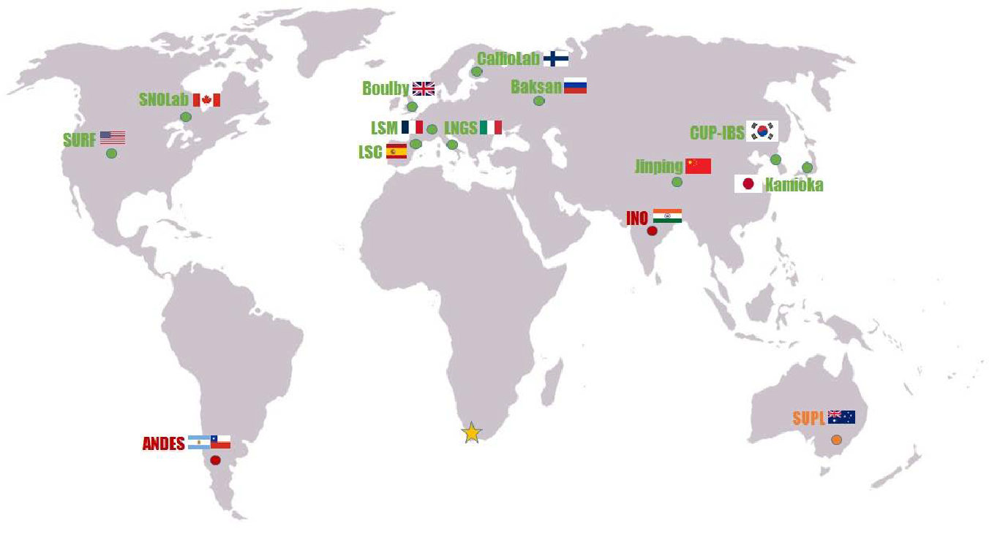 CallioLab
Boulby
Baksan
SNOLab
LSM
LNGS
CUP-IBS
SURF
LSC
Jinping
Kamioka
INO
SUPL
ANDES